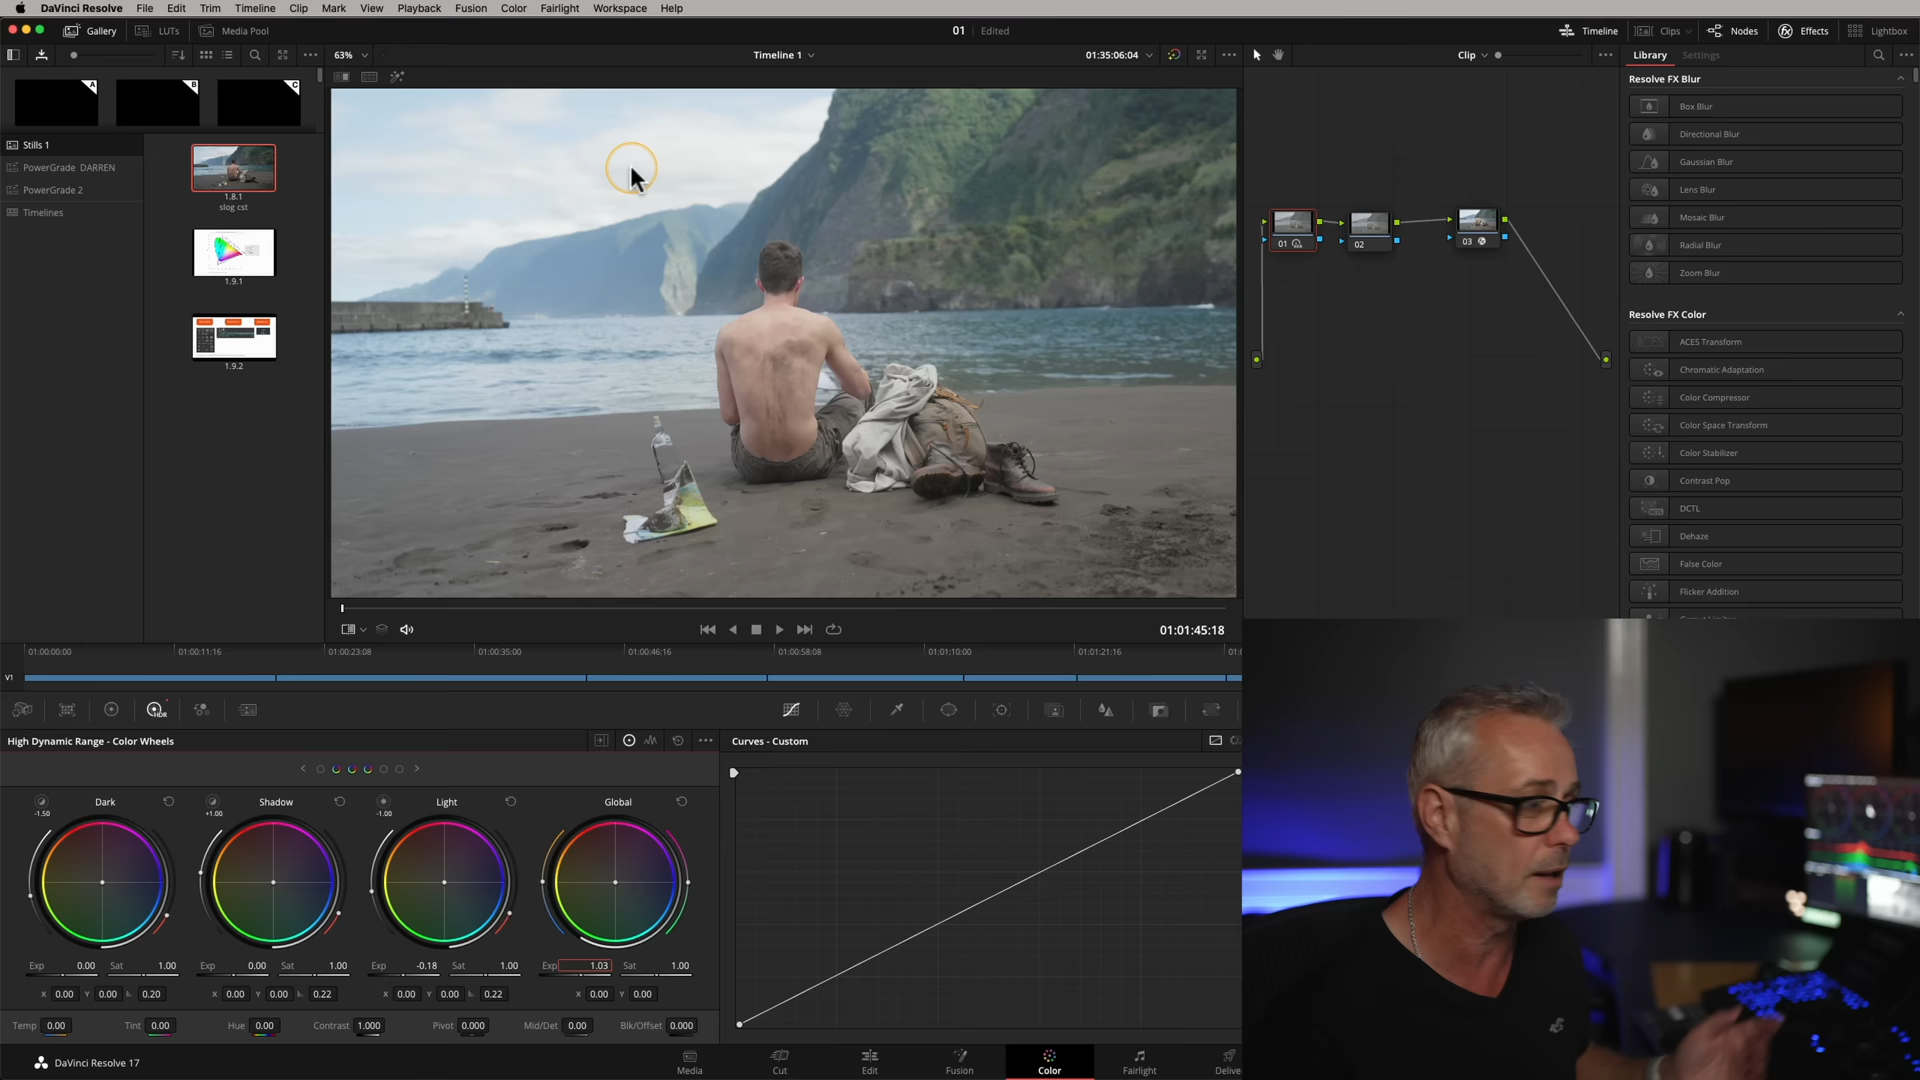 DaVinci Resolve File Edit Trim Timeline Clip Mark View Playback Fusion Color Fairlight Workspace Help
Gallery LUTs Media Pool 01 Edited Timeline Clips Nodes Effects Lightbox
63% Timeline 1 01:35:06:04 Clip Library Settings
A B C
Stills 1
PowerGrade DARREN
PowerGrade 2
Timelines
1.8.1
slog cst
1.9.1
1.9.2
01 02 03
Resolve FX Blur
Box Blur
Directional Blur
Gaussian Blur
Lens Blur
Mosaic Blur
Radial Blur
Zoom Blur
Resolve FX Color
ACES Transform
Chromatic Adaptation
Color Compressor
Color Space Transform
Color Stabilizer
Contrast Pop
DCTL
Dehaze
False Color
Flicker Addition
01:01:45:18
01:00:00:00 01:00:11:16 01:00:23:08 01:00:35:00 01:00:46:16 01:00:58:08 01:01:10:00 01:01:21:16
V1
HDR
High Dynamic Range - Color Wheels Curves - Custom
Dark Shadow Light Global
-1.50 +1.00 -1.00
Exp 0.00 Sat 1.00 Exp 0.00 Sat 1.00 Exp -0.18 Sat 1.00 Exp 1.03 Sat 1.00
X 0.00 Y 0.00 0.20 X 0.00 Y 0.00 0.22 X 0.00 Y 0.00 0.22 X 0.00 Y 0.00
Temp 0.00 Tint 0.00 Hue 0.00 Contrast 1.000 Pivot 0.000 Mid/Det 0.00 Blk/Offset 0.000
DaVinci Resolve 17 Media Cut Edit Fusion Color Fairlight Deliver